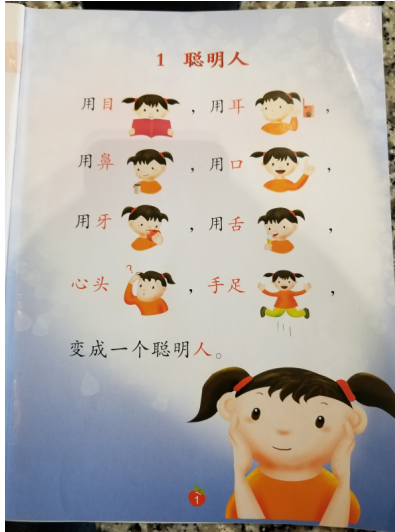 1 聪明人
用目，用耳，
用鼻，用口，
用牙，用舌，
心头？，手足，
变成一个聪明人。
1